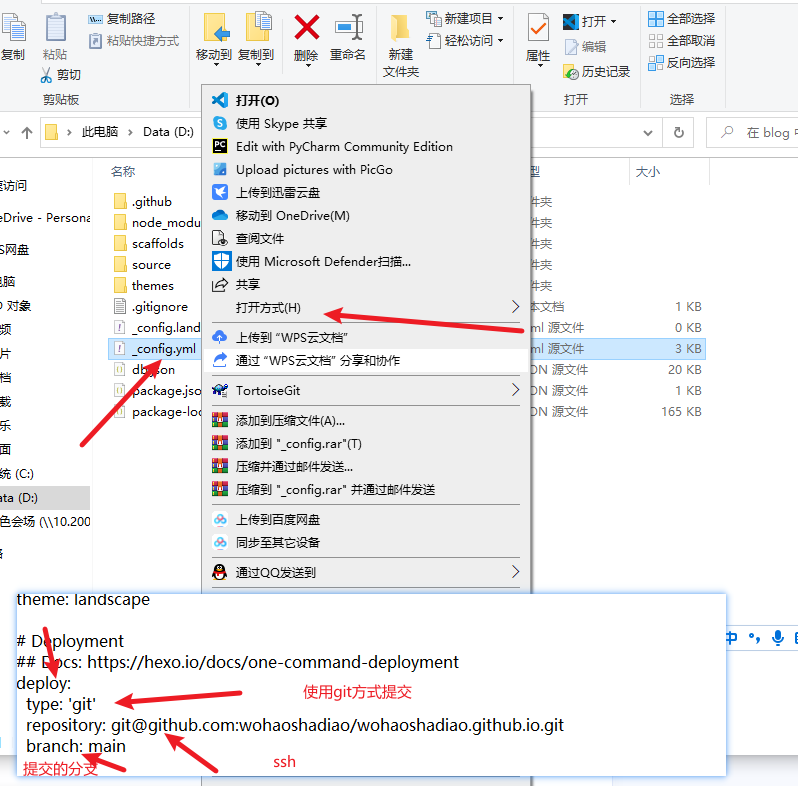 复制
粘贴
复制路径
粘贴快捷方式
剪切
剪贴板
移动到
复制到
删除
重命名
新建
文件夹
新建项目
轻松访问
属性
打开
编辑
历史记录
打开
全部选择
全部取消
反向选择
选择
此电脑
Data (D:)
在 blog 中
名称
型
大小
速访问
eDrive - Persona
S网盘
电脑
D 对象
频
片
档
载
乐
面
统 (C:)
ata (D:)
色会场 (\\10.200
络
.github
件夹
node_modu
件夹
scaffolds
件夹
source
件夹
themes
件夹
.gitignore
本文档
1 KB
_config.land
ml 源文件
0 KB
_config.yml
ml 源文件
3 KB
db.json
ON 源文件
20 KB
package.jso
ON 源文件
1 KB
package-loc
ON 源文件
165 KB
打开(O)
使用 Skype 共享
PC
Edit with PyCharm Community Edition
Upload pictures with PicGo
上传到迅雷云盘
移动到 OneDrive(M)
查阅文件
使用 Microsoft Defender扫描...
共享
打开方式(H)
上传到 “WPS云文档”
通过 “WPS云文档” 分享和协作
TortoiseGit
添加到压缩文件(A)...
添加到 "_config.rar"(T)
压缩并通过邮件发送...
压缩到 "_config.rar" 并通过邮件发送
上传到百度网盘
同步至其它设备
通过QQ发送到
中
theme: landscape
# Deployment
## Docs: https://hexo.io/docs/one-command-deployment
deploy:
type: 'git'
使用git方式提交
repository: git@github.com:wohaoshadiao/wohaoshadiao.github.io.git
branch: main
提交的分支
ssh